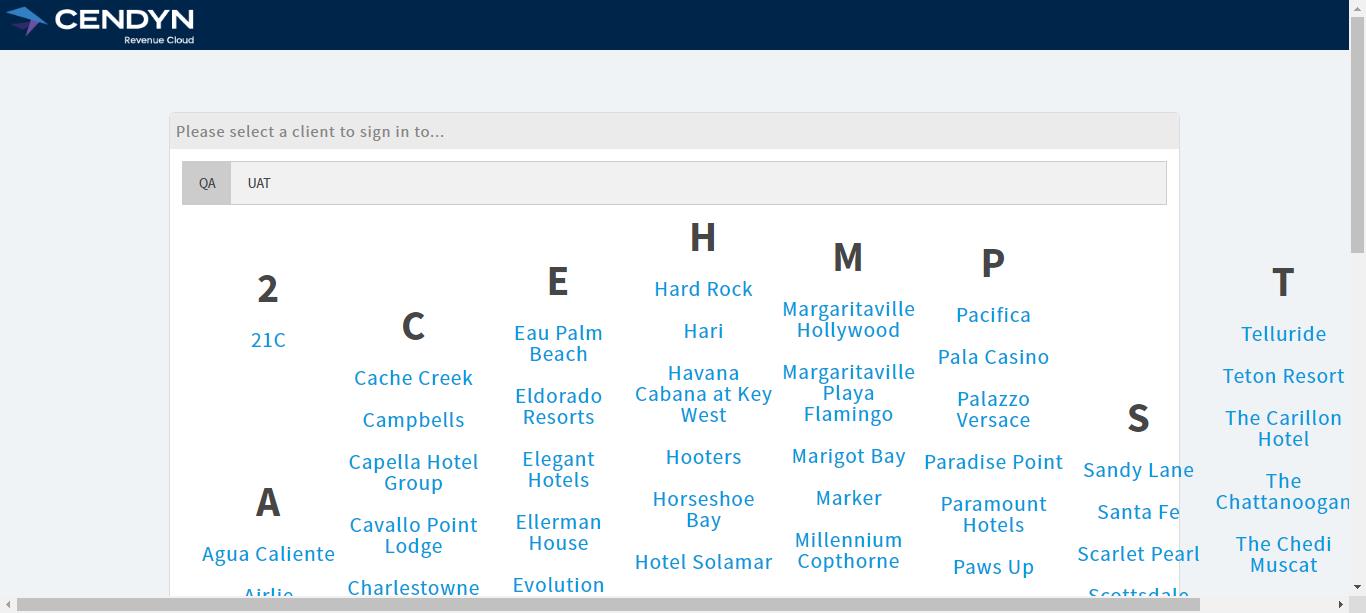 CENDYN
Revenue Cloud
Please select a client to sign in to...
QA
UAT
2
21C
A
Agua Caliente
Airlie
C
Cache Creek
Campbells
Capella Hotel
Group
Cavallo Point
Lodge
Charlestowne
E
Eau Palm
Beach
Eldorado
Resorts
Elegant
Hotels
Ellerman
House
Evolution
H
Hard Rock
Hari
Havana
Cabana at Key
West
Hooters
Horseshoe
Bay
Hotel Solamar
M
Margaritaville
Hollywood
Margaritaville
Playa
Flamingo
Marigot Bay
Marker
Millennium
Copthorne
P
Pacifica
Pala Casino
Palazzo
Versace
Paradise Point
Paramount
Hotels
Paws Up
S
Sandy Lane
Santa Fe
Scarlet Pearl
Scottsdale
T
Telluride
Teton Resort
The Carillon
Hotel
The
Chattanoogan
The Chedi
Muscat